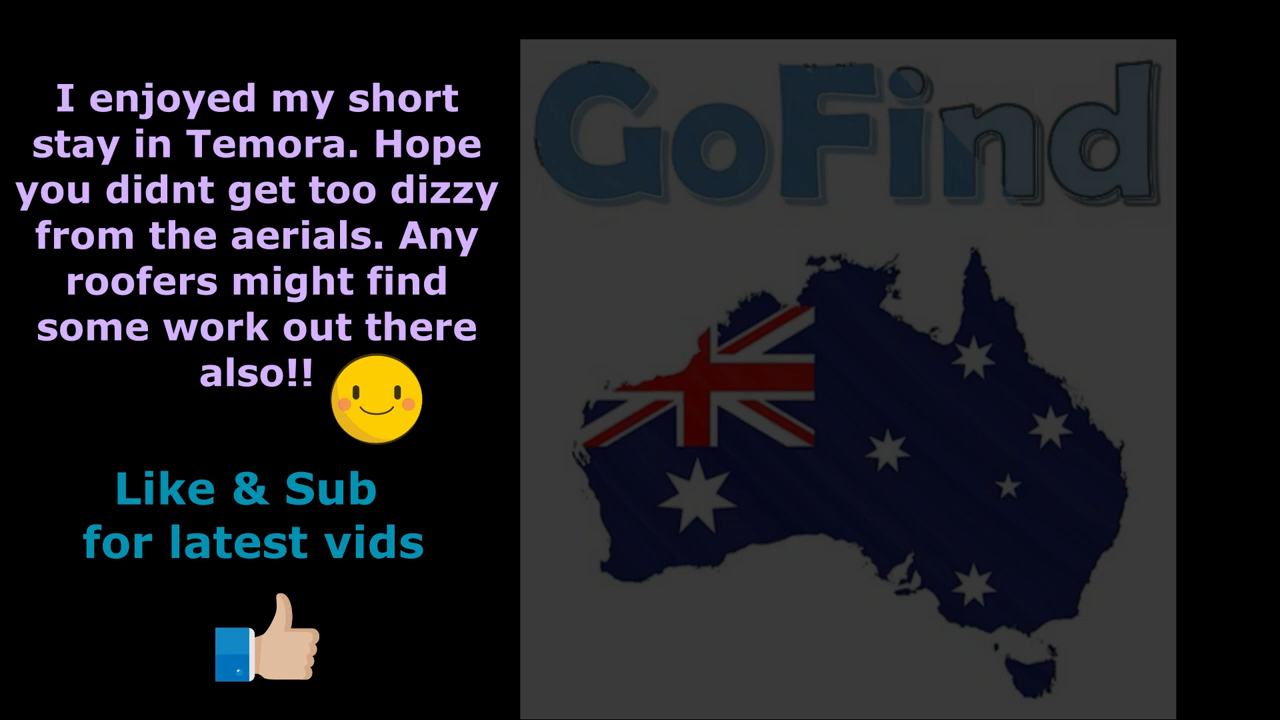 I enjoyed my short
stay in Temora. Hope
you didnt get too dizzy
from the aerials. Any
roofers might find
some work out there
also!!
Like & Sub
for latest vids
GoFind